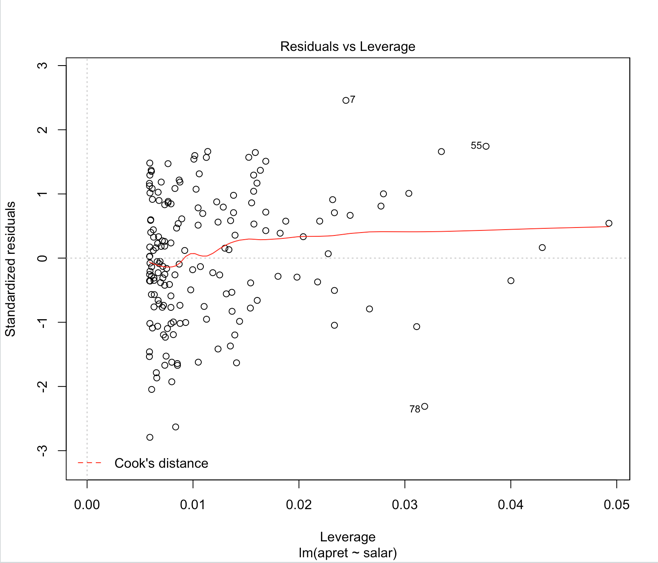 Residuals vs Leverage
Standardized residuals
3
2
1
0
-1
-2
-3
7
55
78
Cook's distance
0.00 0.01 0.02 0.03 0.04 0.05
Leverage
lm(apret ~ salar)